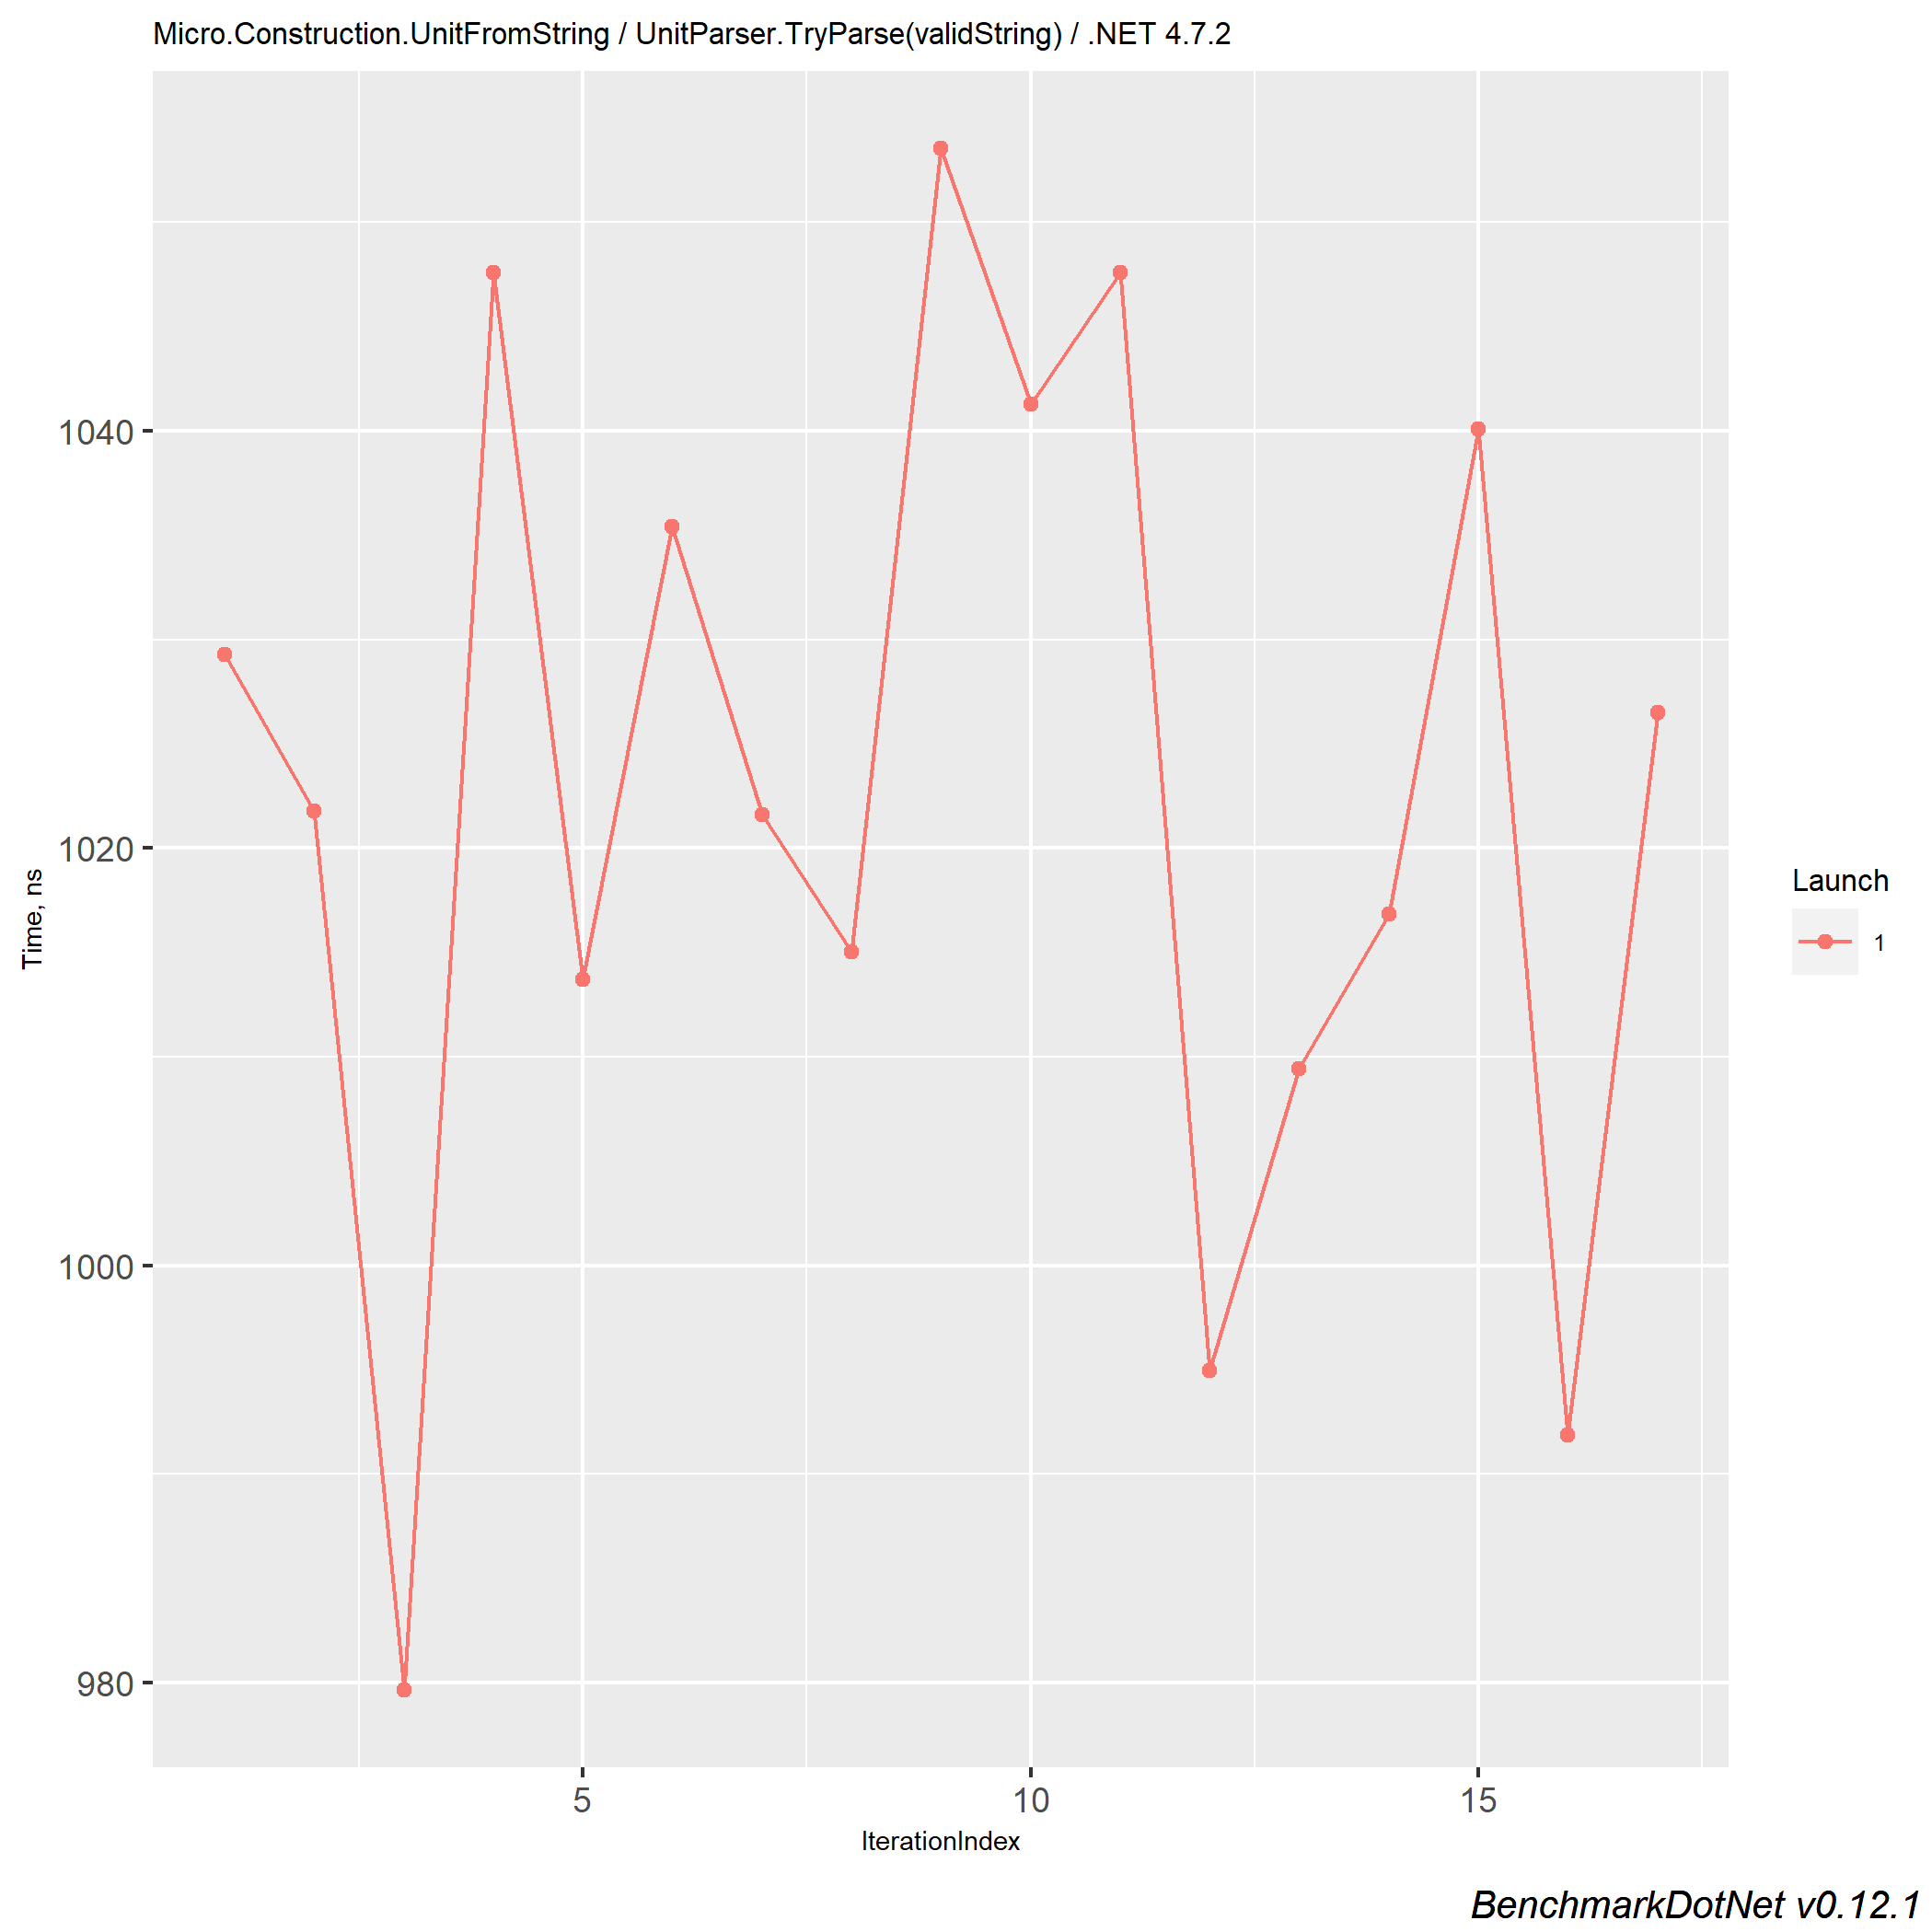 Micro.Construction.UnitFromString / UnitParser.TryParse(validString) / .NET 4.7.2
1040
1020
1000
980
Time, ns
5
10
15
IterationIndex
Launch
1
BenchmarkDotNet v0.12.1